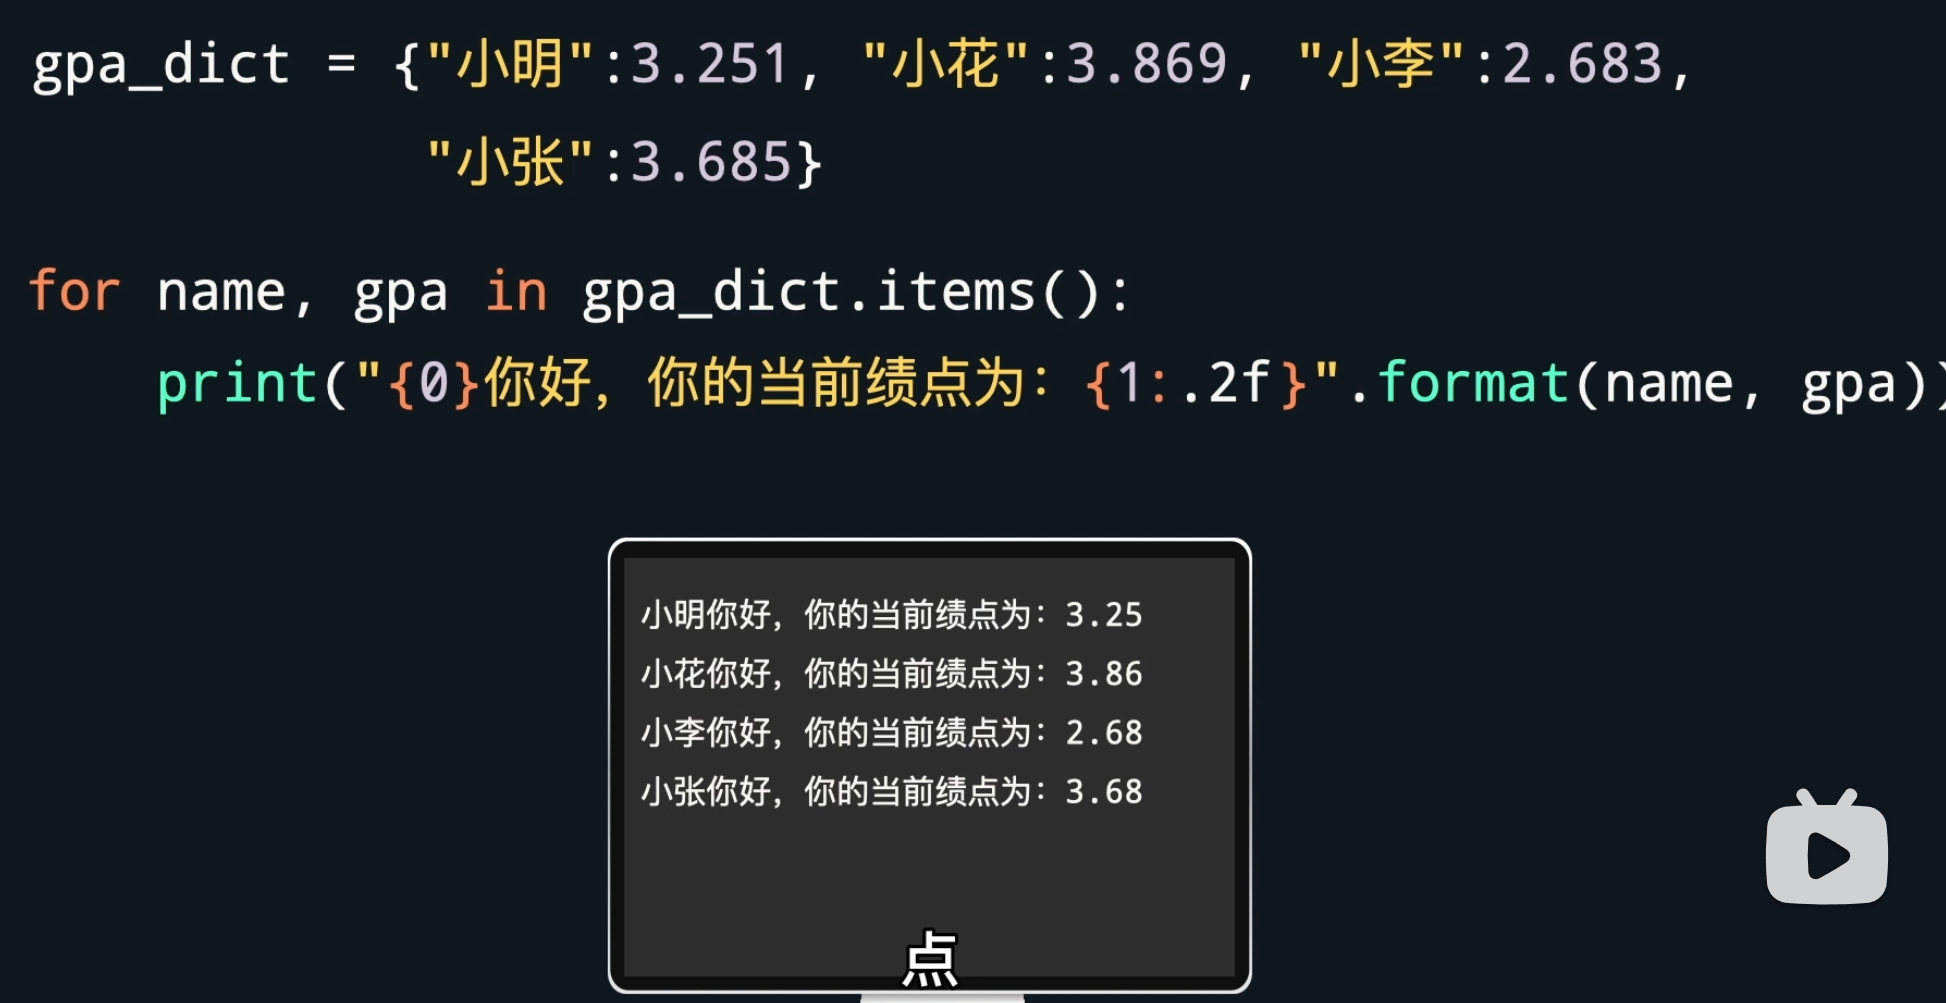 gpa_dict = {"小明":3.251, "小花":3.869, "小李":2.683,
"小张":3.685}
for name, gpa in gpa_dict.items():
print("{0}你好，你的当前绩点为：{1:.2f}".format(name, gpa))
小明你好，你的当前绩点为：3.25
小花你好，你的当前绩点为：3.86
小李你好，你的当前绩点为：2.68
小张你好，你的当前绩点为：3.68
点